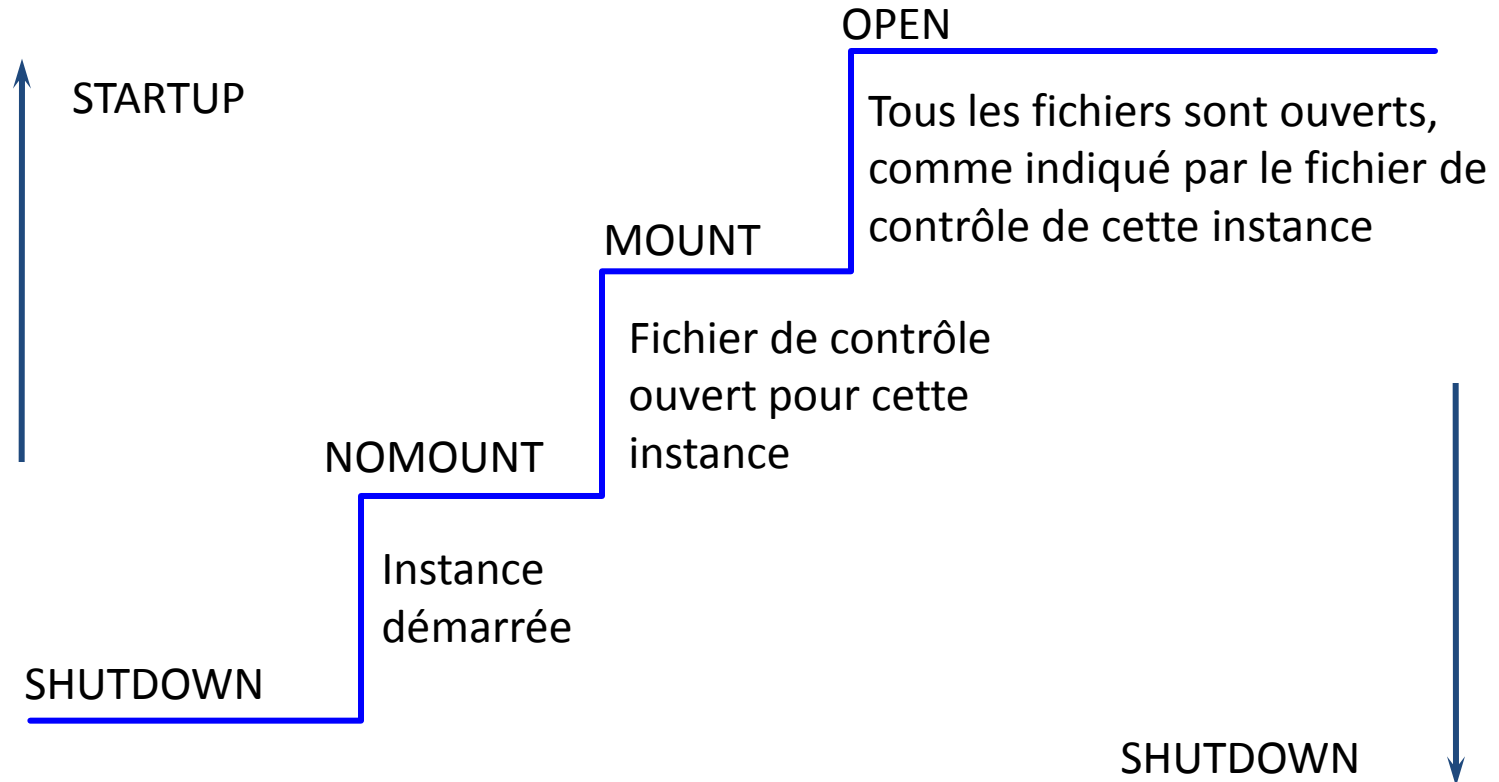 OPEN
STARTUP
Tous les fichiers sont ouverts,
comme indiqué par le fichier de
contrôle de cette instance
MOUNT
Fichier de contrôle
ouvert pour cette
instance
NOMOUNT
Instance
démarrée
SHUTDOWN
SHUTDOWN